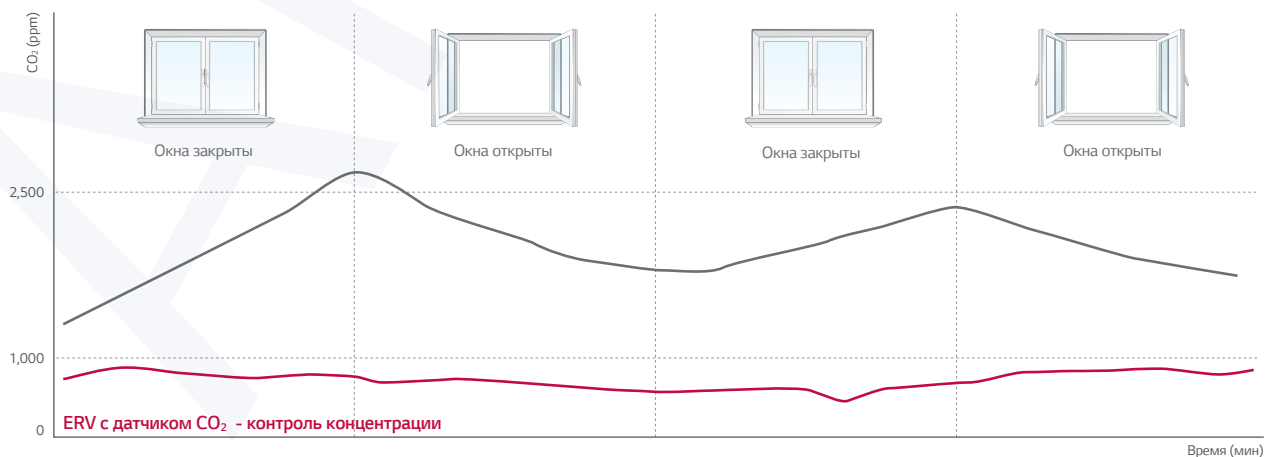 CO₂ (ppm)
Окна закрыты
Окна открыты
Окна закрыты
Окна открыты
2,500
1,000
0
ERV с датчиком CO₂ - контроль концентрации
Время (мин)